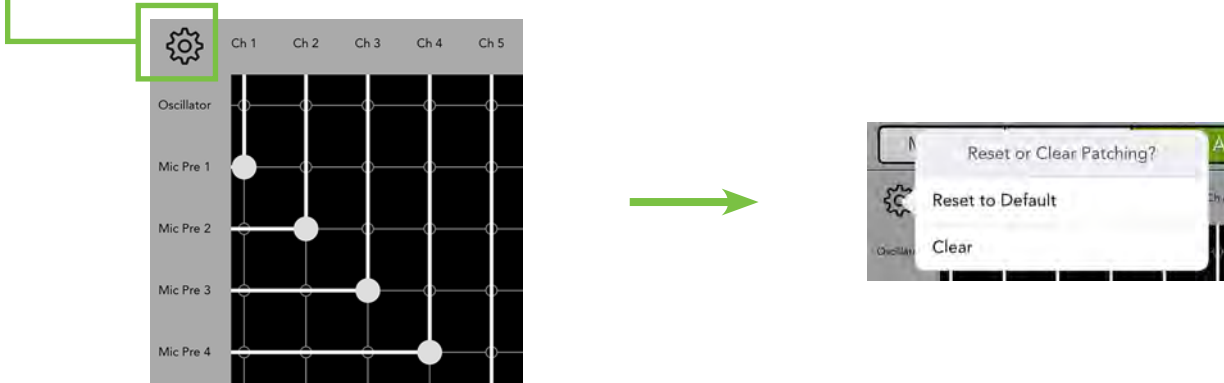 Ch 1 Ch 2 Ch 3 Ch 4 Ch 5
Oscillator
Mic Pre 1
Mic Pre 2
Mic Pre 3
Mic Pre 4
Reset or Clear Patching?
Reset to Default
Clear